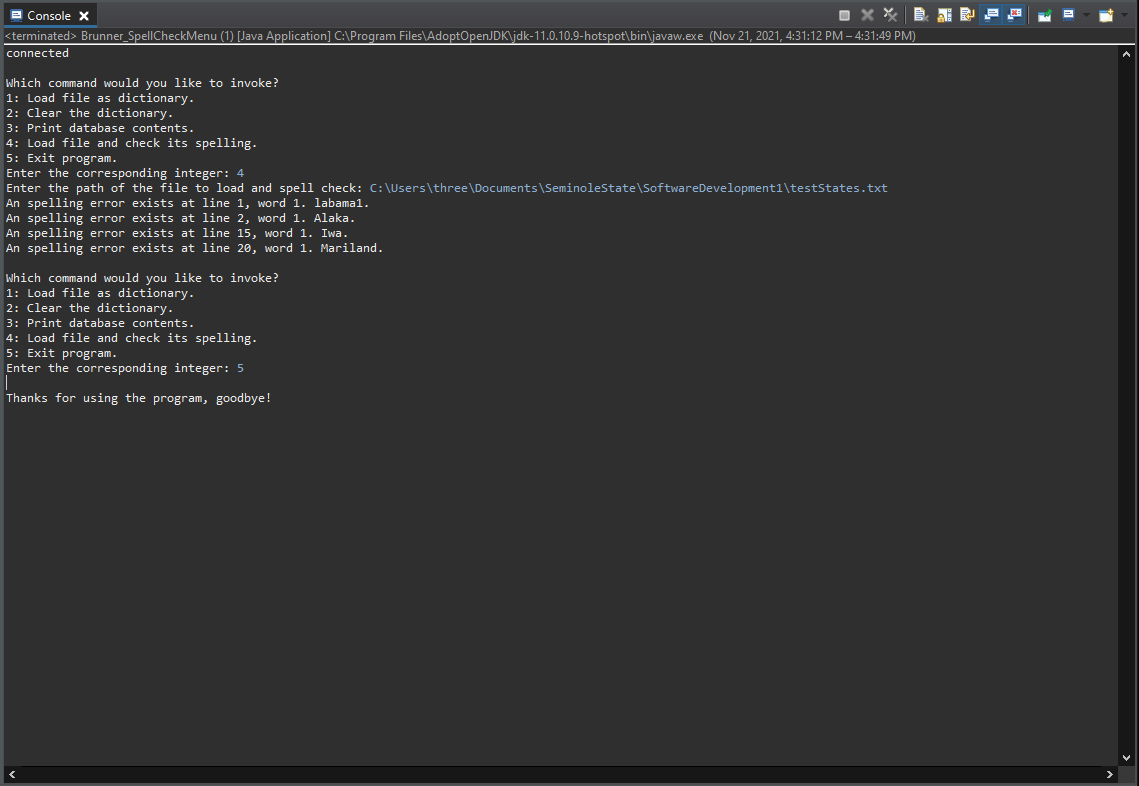 Console
<terminated> Brunner_SpellCheckMenu (1) [Java Application] C:\Program Files\AdoptOpenJDK\jdk-11.0.10.9-hotspot\bin\javaw.exe (Nov 21, 2021, 4:31:12 PM – 4:31:49 PM)
connected
Which command would you like to invoke?
1: Load file as dictionary.
2: Clear the dictionary.
3: Print database contents.
4: Load file and check its spelling.
5: Exit program.
Enter the corresponding integer: 4
Enter the path of the file to load and spell check: C:\Users\three\Documents\SeminoleState\SoftwareDevelopment1\testStates.txt
An spelling error exists at line 1, word 1. labama1.
An spelling error exists at line 2, word 1. Alaka.
An spelling error exists at line 15, word 1. Iwa.
An spelling error exists at line 20, word 1. Mariland.
Which command would you like to invoke?
1: Load file as dictionary.
2: Clear the dictionary.
3: Print database contents.
4: Load file and check its spelling.
5: Exit program.
Enter the corresponding integer: 5
Thanks for using the program, goodbye!